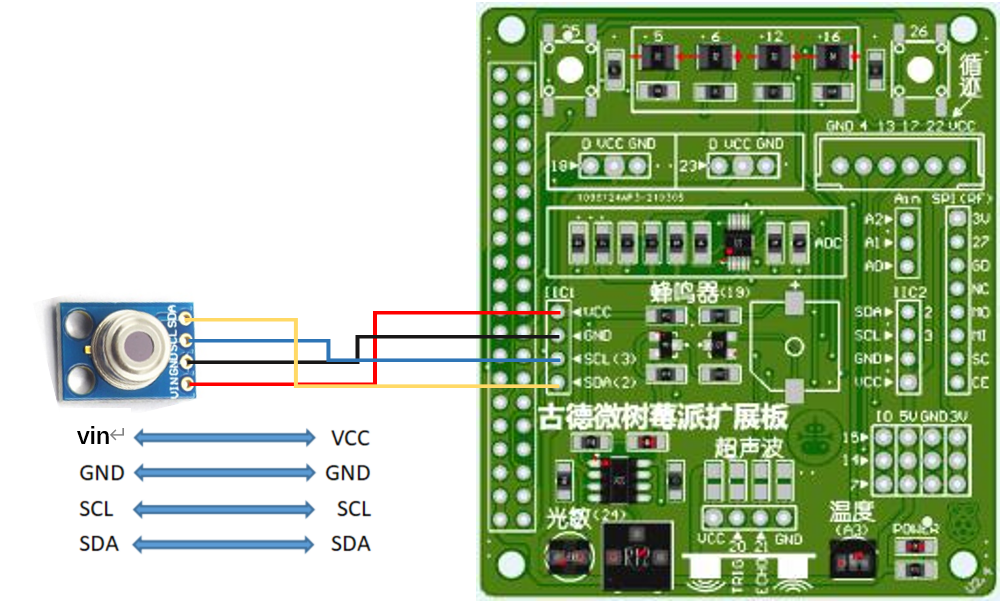 25
5
6
12
16
26
循迹
GND 4 13 17 22 VCC
D VCC GND
D VCC GND
18
23
Ain
SPI(RF)
A2
A1
A0
3V
27
GD
NC
MO
MI
SC
CE
ADC
IIC1
蜂鸣器(19)
VCC
GND
SCL(3)
SDA(2)
IIC2
SDA
SCL
GND
VCC
2
3
SDA
SCL
GND
VIN
古德微树莓派扩展板
超声波
IO 5V GND 3V
15
14
7
光敏(24)
温度
(A3)
POWER
VCC
20
21
GND
TRIG
ECHO
vin
VCC
GND
GND
SCL
SCL
SDA
SDA